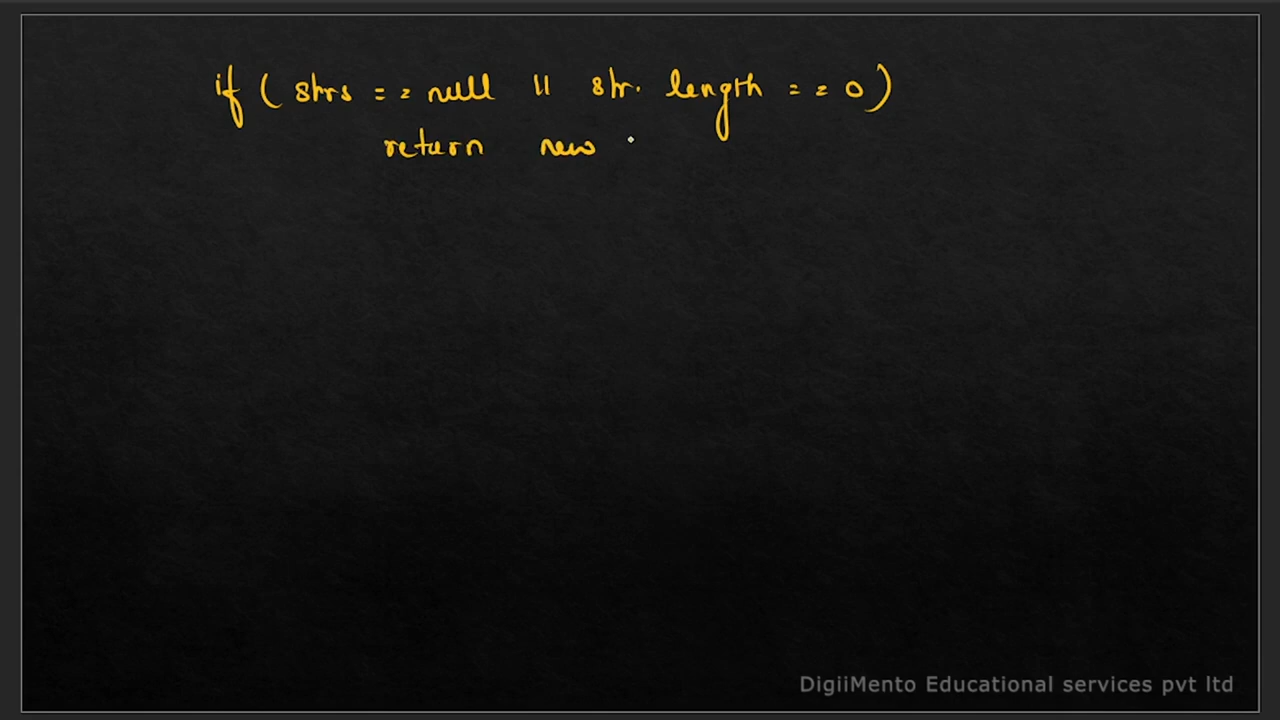 if ( strs == null || str. length == 0 )
return new
DigiiMento Educational services pvt ltd